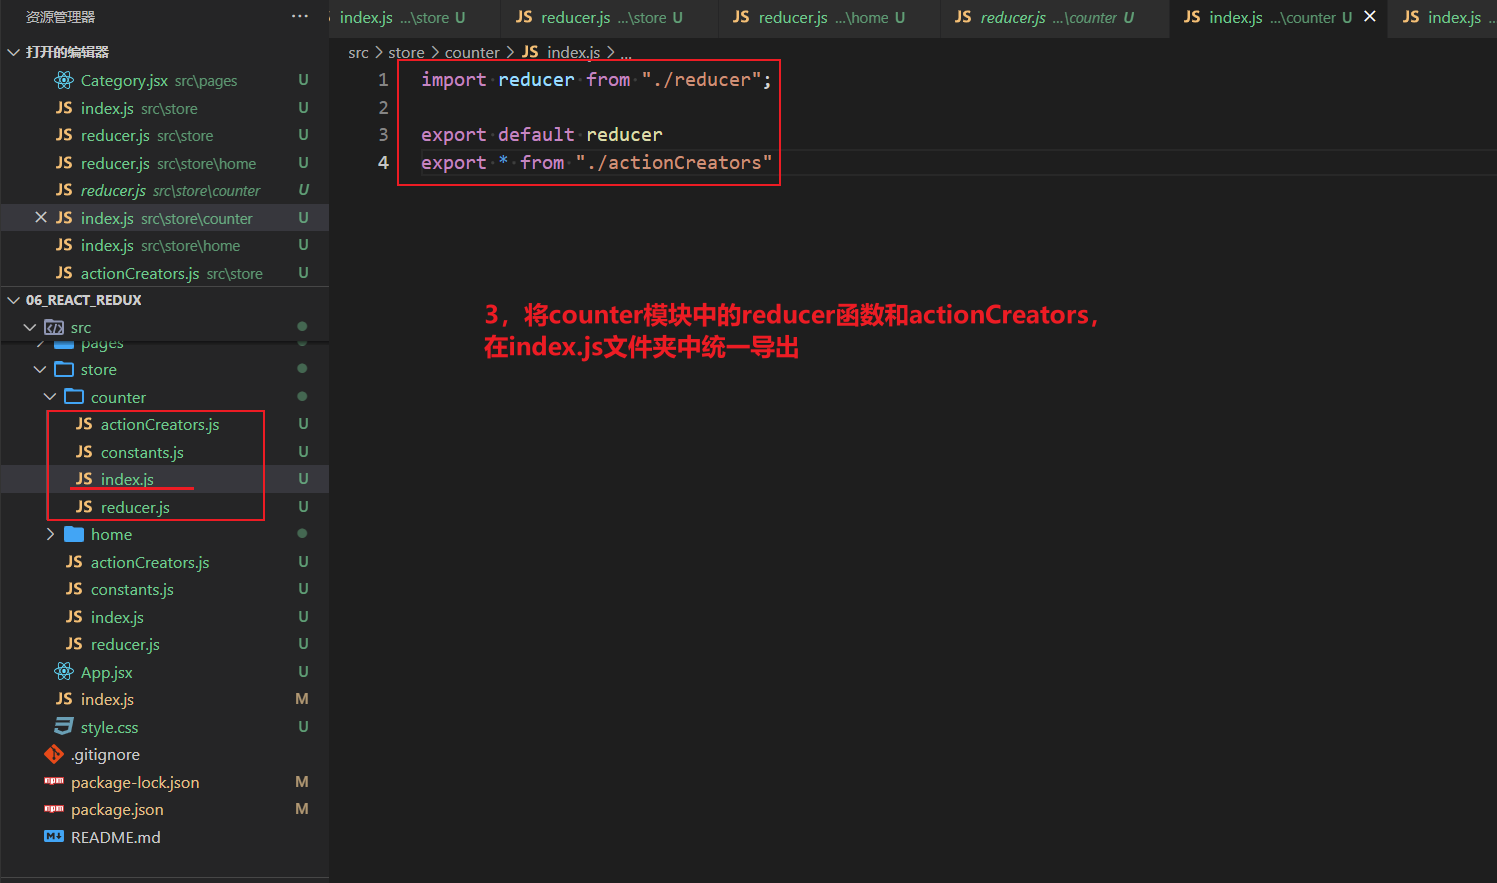 资源管理器 ···
打开的编辑器
Category.jsx src\pages U
index.js src\store U
reducer.js src\store U
reducer.js src\store\home U
reducer.js src\store\counter U
index.js src\store\counter U
index.js src\store\home U
actionCreators.js src\store U
06_REACT_REDUX
src
pages
store
counter
JS actionCreators.js U
JS constants.js U
JS index.js U
JS reducer.js U
home
JS actionCreators.js U
JS constants.js U
JS index.js U
JS reducer.js U
App.jsx U
JS index.js M
style.css U
.gitignore
npm package-lock.json M
npm package.json M
README.md
index.js ...\store U JS reducer.js ...\store U JS reducer.js ...\home U JS reducer.js ...\counter U JS index.js ...\counter U JS index.js ...
src > store > counter > JS index.js > ...
1 import reducer from "./reducer";
2
3 export default reducer
4 export * from "./actionCreators"
3，将counter模块中的reducer函数和actionCreators，
在index.js文件夹中统一导出